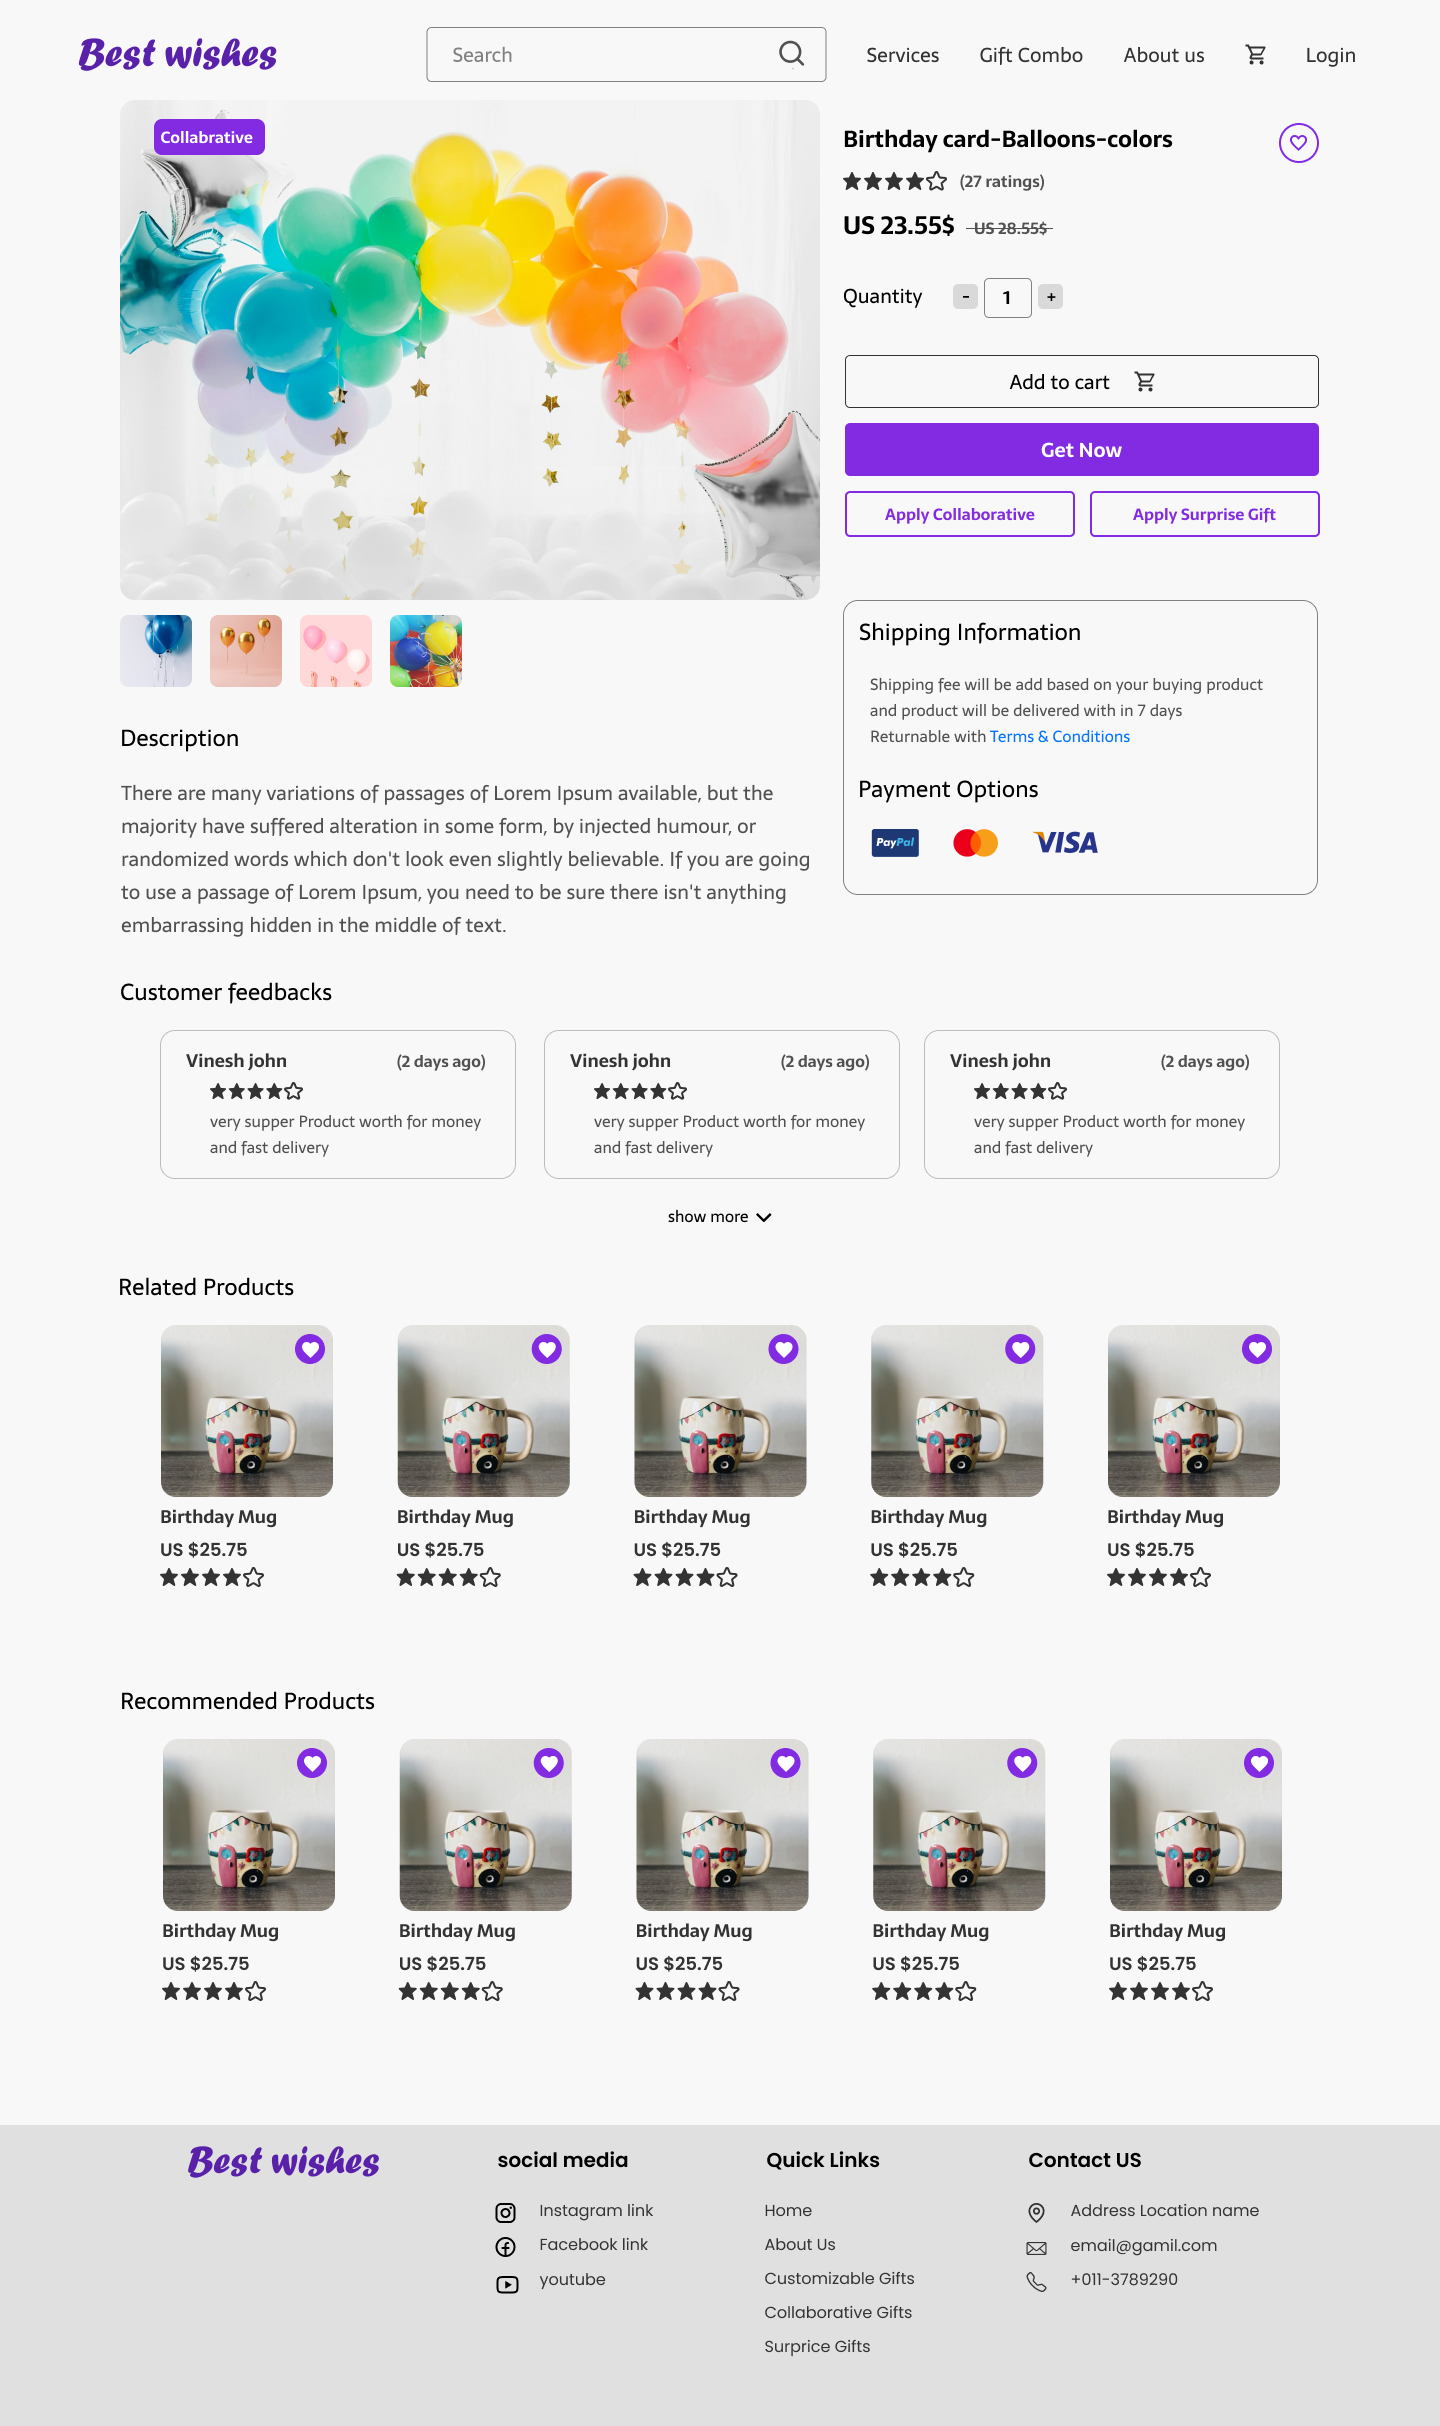 Best wishes
Search
Services
Gift Combo
About us
Login
Collabrative
Birthday card-Balloons-colors
(27 ratings)
US 23.55$ US 28.55$
Quantity - 1 +
Add to cart
Get Now
Apply Collaborative
Apply Surprise Gift
Shipping Information
Shipping fee will be add based on your buying product
and product will be delivered with in 7 days
Returnable with Terms & Conditions
Payment Options
PayPal
VISA
Description
There are many variations of passages of Lorem Ipsum available, but the
majority have suffered alteration in some form, by injected humour, or
randomized words which don't look even slightly believable. If you are going
to use a passage of Lorem Ipsum, you need to be sure there isn't anything
embarrassing hidden in the middle of text.
Customer feedbacks
Vinesh john (2 days ago)
very supper Product worth for money
and fast delivery
Vinesh john (2 days ago)
very supper Product worth for money
and fast delivery
Vinesh john (2 days ago)
very supper Product worth for money
and fast delivery
show more
Related Products
Birthday Mug
US $25.75
Birthday Mug
US $25.75
Birthday Mug
US $25.75
Birthday Mug
US $25.75
Birthday Mug
US $25.75
Recommended Products
Birthday Mug
US $25.75
Birthday Mug
US $25.75
Birthday Mug
US $25.75
Birthday Mug
US $25.75
Birthday Mug
US $25.75
Best wishes
social media
Instagram link
Facebook link
youtube
Quick Links
Home
About Us
Customizable Gifts
Collaborative Gifts
Surprice Gifts
Contact US
Address Location name
email@gamil.com
+011-3789290